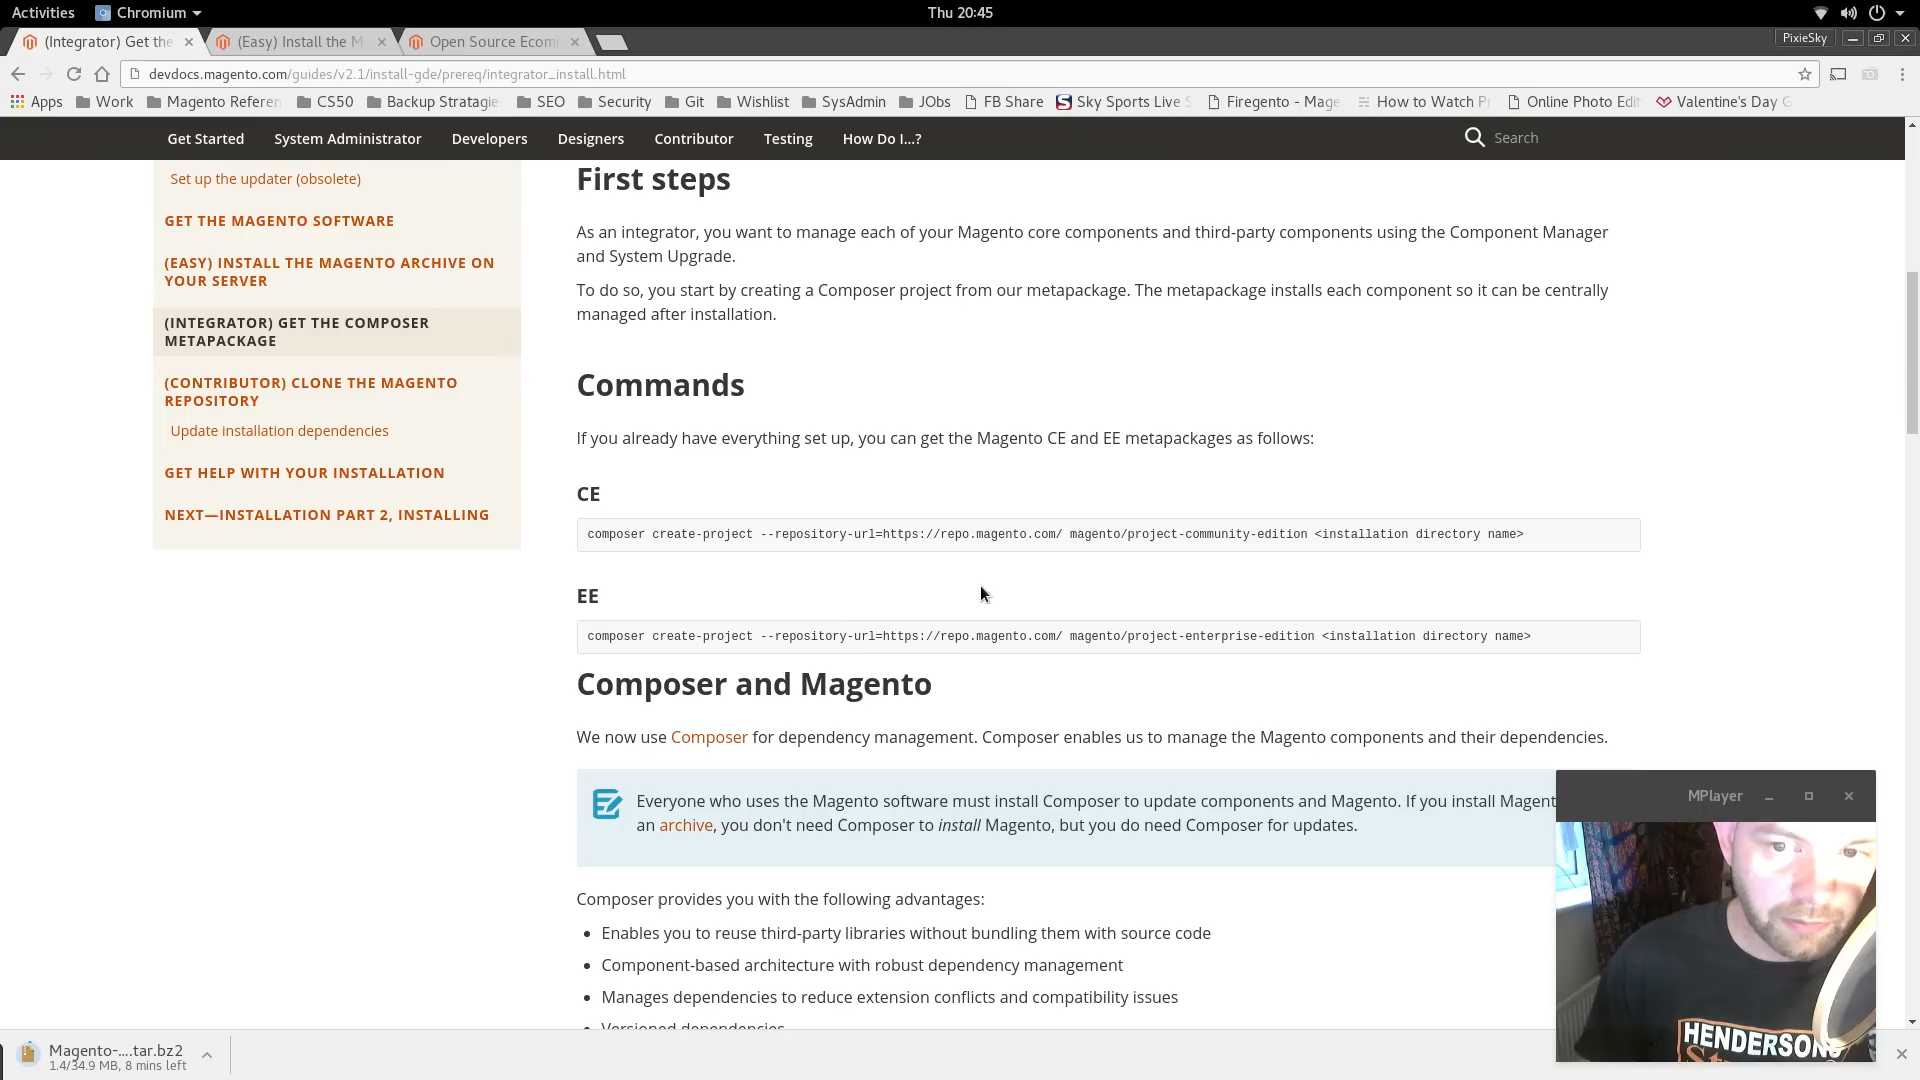 Activities
Chromium
Thu 20:45
(Integrator) Get the
(Easy) Install the M
Open Source Ecom
PixieSky
devdocs.magento.com/guides/v2.1/install-gde/prereq/integrator_install.html
Apps
Work
Magento Referen
CS50
Backup Stratagie
SEO
Security
Git
Wishlist
SysAdmin
JObs
FB Share
Sky Sports Live S
Firegento - Mage
How to Watch P
Online Photo Edit
Valentine's Day G
Get Started
System Administrator
Developers
Designers
Contributor
Testing
How Do I...?
Search
Set up the updater (obsolete)
GET THE MAGENTO SOFTWARE
(EASY) INSTALL THE MAGENTO ARCHIVE ON
YOUR SERVER
(INTEGRATOR) GET THE COMPOSER
METAPACKAGE
(CONTRIBUTOR) CLONE THE MAGENTO
REPOSITORY
Update installation dependencies
GET HELP WITH YOUR INSTALLATION
NEXT—INSTALLATION PART 2, INSTALLING
First steps
As an integrator, you want to manage each of your Magento core components and third-party components using the Component Manager
and System Upgrade.
To do so, you start by creating a Composer project from our metapackage. The metapackage installs each component so it can be centrally
managed after installation.
Commands
If you already have everything set up, you can get the Magento CE and EE metapackages as follows:
CE
composer create-project --repository-url=https://repo.magento.com/ magento/project-community-edition <installation directory name>
EE
composer create-project --repository-url=https://repo.magento.com/ magento/project-enterprise-edition <installation directory name>
Composer and Magento
We now use Composer for dependency management. Composer enables us to manage the Magento components and their dependencies.
Everyone who uses the Magento software must install Composer to update components and Magento. If you install Magent
an archive, you don't need Composer to install Magento, but you do need Composer for updates.
Composer provides you with the following advantages:
• Enables you to reuse third-party libraries without bundling them with source code
• Component-based architecture with robust dependency management
• Manages dependencies to reduce extension conflicts and compatibility issues
• Versioned dependencies
MPlayer
HENDERSONS
Magento-....tar.bz2
1.4/34.9 MB, 8 mins left